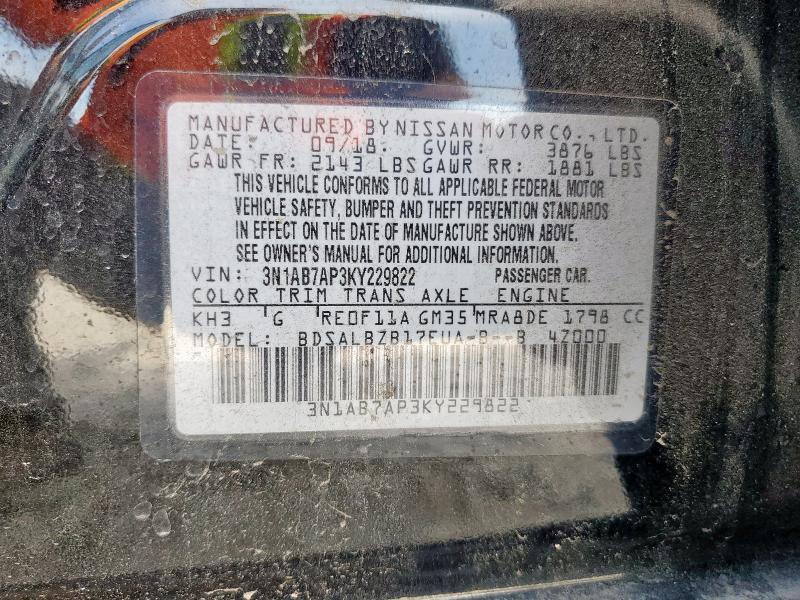 MANUFACTURED BY NISSAN MOTOR CO., LTD.
DATE: 09/18. GVWR: 3876 LBS
GAWR FR: 2143 LBS GAWR RR: 1881 LBS
THIS VEHICLE CONFORMS TO ALL APPLICABLE FEDERAL MOTOR
VEHICLE SAFETY, BUMPER AND THEFT PREVENTION STANDARDS
IN EFFECT ON THE DATE OF MANUFACTURE SHOWN ABOVE.
SEE OWNER'S MANUAL FOR ADDITIONAL INFORMATION.
VIN: 3N1AB7AP3KY229822 PASSENGER CAR.
COLOR TRIM TRANS AXLE ENGINE
KH3 'G 'RE0F11A GM35'MRA8DE 1798 CC
MODEL: BDSALBZB17EUA-B--B 4Z000
3N1AB7AP3KY229822